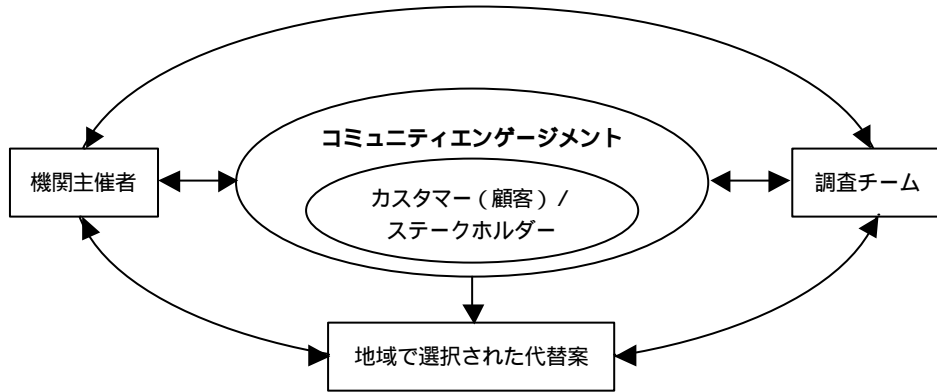 コミュニティエンゲージメント
機関主催者
カスタマー（顧客）/
ステークホルダー
調査チーム
地域で選択された代替案